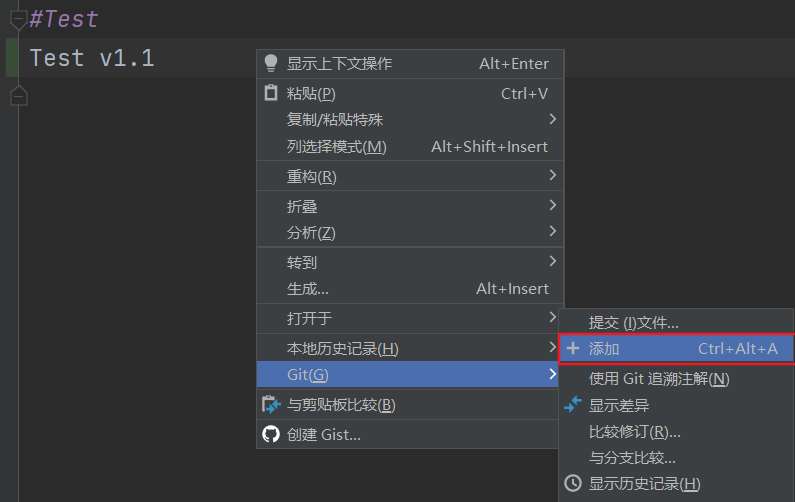 #Test
Test v1.1
显示上下文操作 Alt+Enter
粘贴(P) Ctrl+V
复制/粘贴特殊
列选择模式(M) Alt+Shift+Insert
重构(R)
折叠
分析(Z)
转到
生成... Alt+Insert
打开于
本地历史记录(H)
Git(G)
与剪贴板比较(B)
创建 Gist...
提交 (I)文件...
添加 Ctrl+Alt+A
使用 Git 追溯注解(N)
显示差异
比较修订(R)...
与分支比较...
显示历史记录(H)